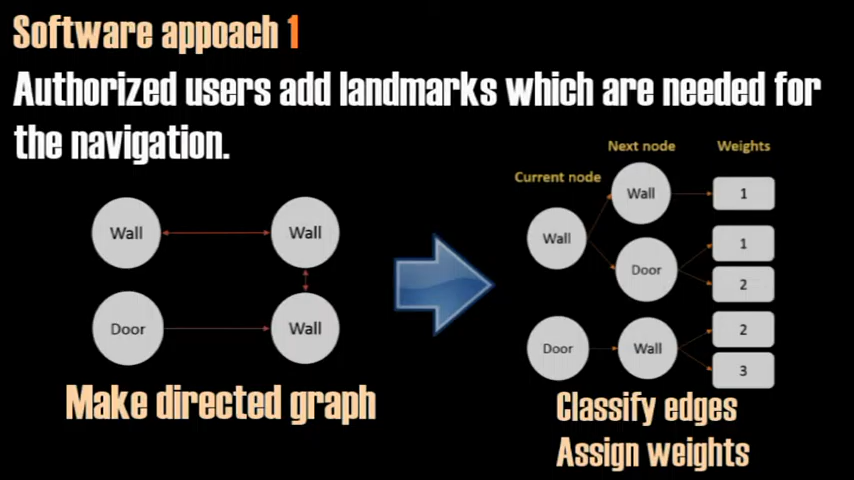 Software appoach 1
Authorized users add landmarks which are needed for
the navigation.
Wall
Wall
Door
Wall
Make directed graph
Current node
Next node
Weights
Wall
Wall
1
Door
1
2
Door
Wall
2
3
Classify edges
Assign weights